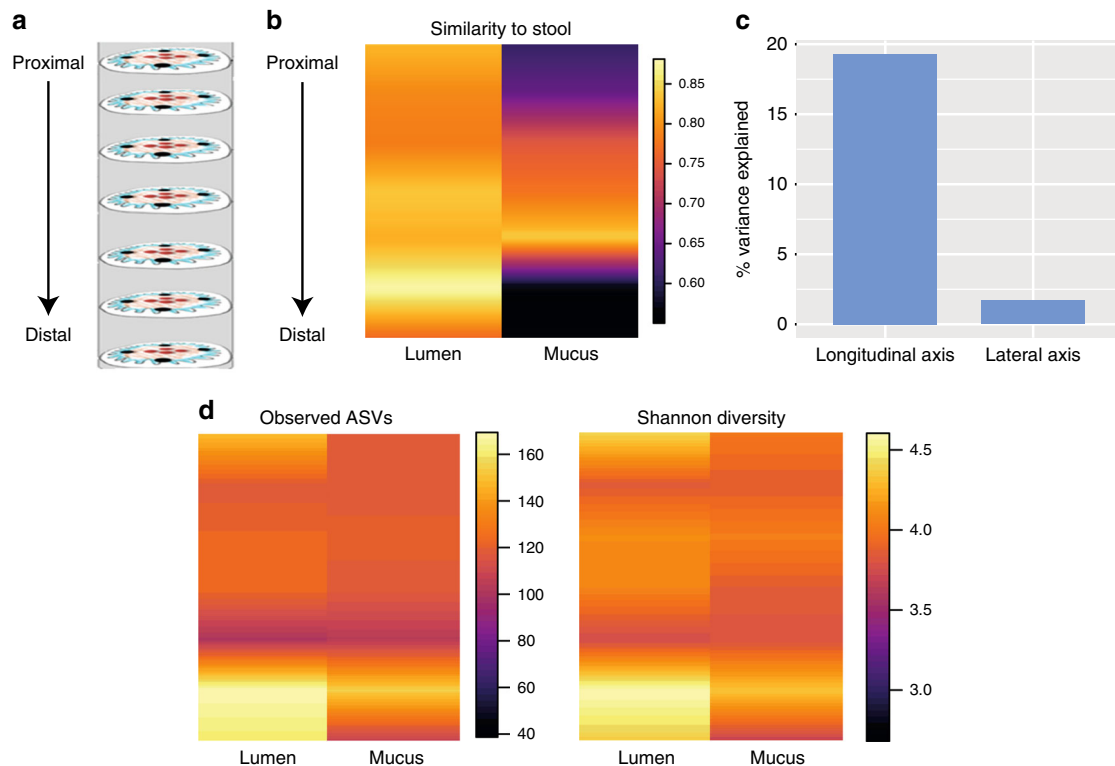 a
Proximal
Distal
b
Similarity to stool
Proximal
Distal
Lumen
Mucus
0.85
0.80
0.75
0.70
0.65
0.60
c
% variance explained
20
15
10
5
0
Longitudinal axis
Lateral axis
d
Observed ASVs
Lumen
Mucus
160
140
120
100
80
60
40
Shannon diversity
Lumen
Mucus
4.5
4.0
3.5
3.0